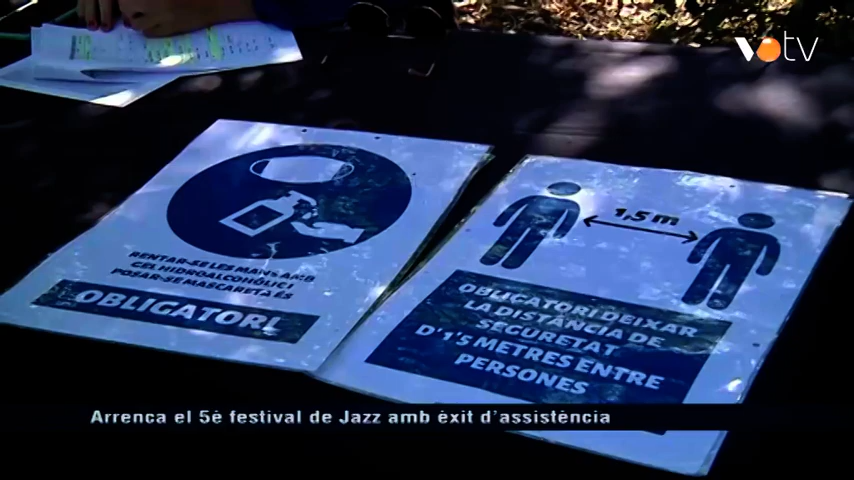 votv
RENTAR-SE LES MANS AMB
GEL HIDROALCOHÒLIC I
POSAR-SE MASCARETA ÉS
OBLIGATORI
1,5 m
OBLIGATORI DEIXAR
LA DISTÀNCIA DE
SEGURETAT
D'1'5 METRES ENTRE
PERSONES
Arrenca el 5è festival de Jazz amb èxit d'assistència